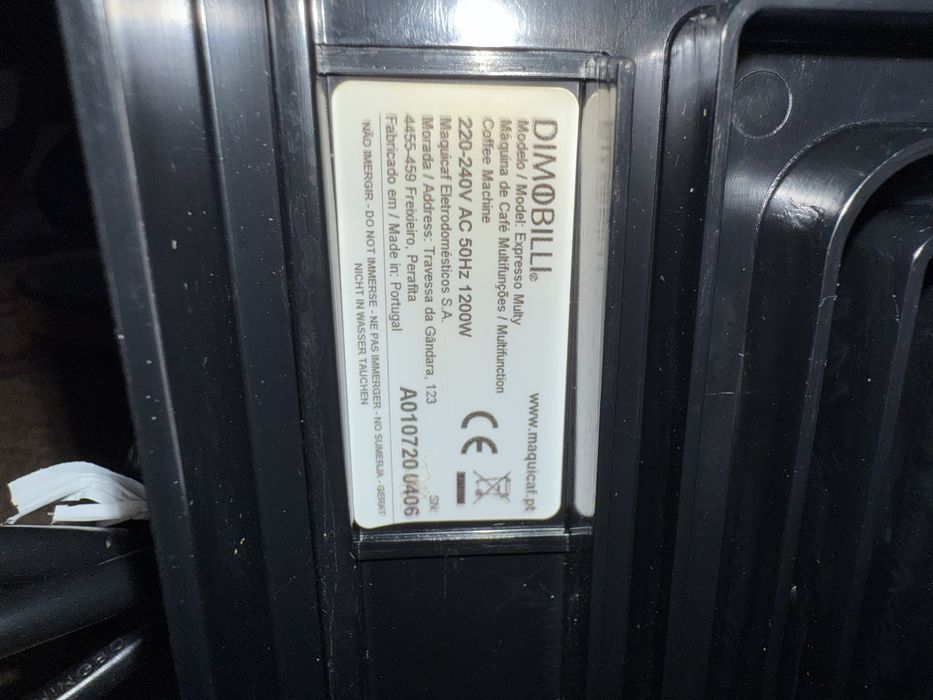 DIMOBILLI®
Modelo / Model: Expresso Multy
Máquina de Café Multifunções / Multifunction
Coffee Machine
220-240V AC 50Hz 1200W
Maquicaf Eletrodomésticos S.A.
Morada / Address: Travessa da Gândara, 123
4455-459 Freixieiro, Perafita
Fabricado em / Made in: Portugal
NÃO IMERGIR - DO NOT IMMERSE - NE PAS IMMERGER - NO SUMERJA - GERÄT
NICHT IN WASSER TAUCHEN
www.maquicaf.pt
CE
SN:
A010720 0406